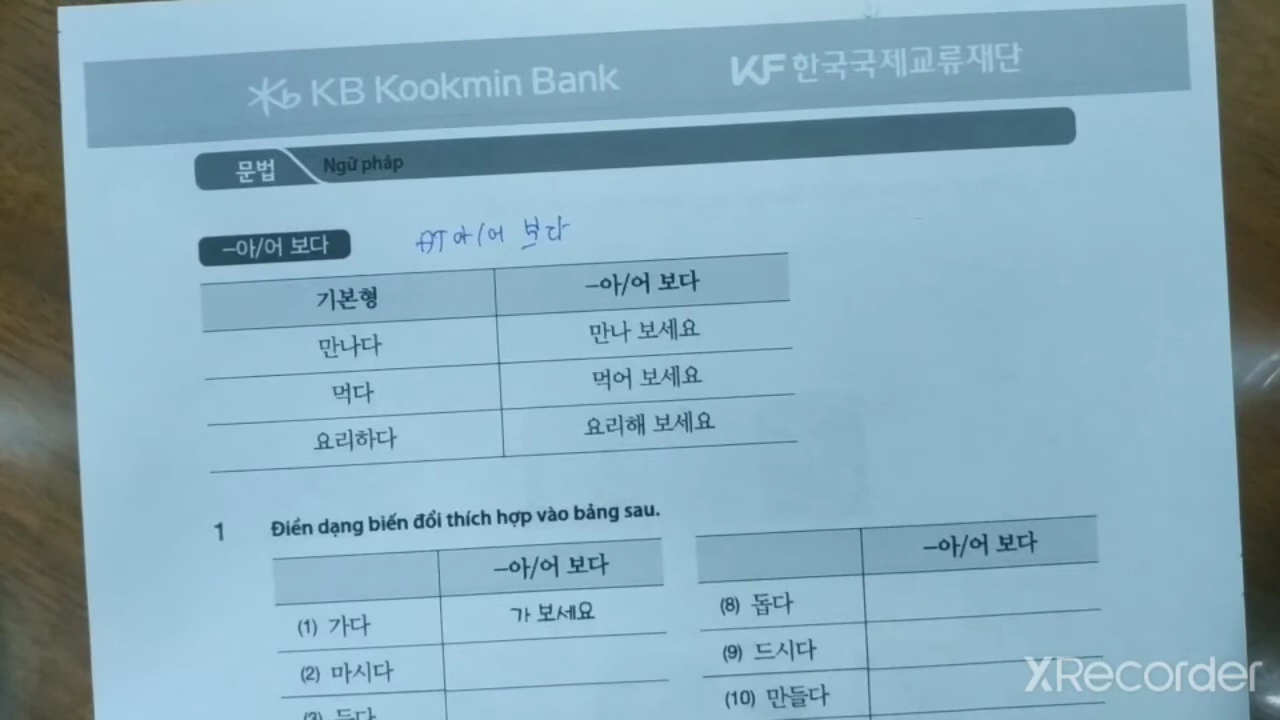 KB Kookmin Bank KF 한국국제교류재단
문법 Ngữ pháp
–아/어 보다 아/어 보다
기본형 –아/어 보다
만나다 만나 보세요
먹다 먹어 보세요
요리하다 요리해 보세요
1 Điền dạng biến đổi thích hợp vào bảng sau.
–아/어 보다 –아/어 보다
(1) 가다 가 보세요 (8) 돕다
(2) 마시다 (9) 드시다
(10) 만들다
XRecorder